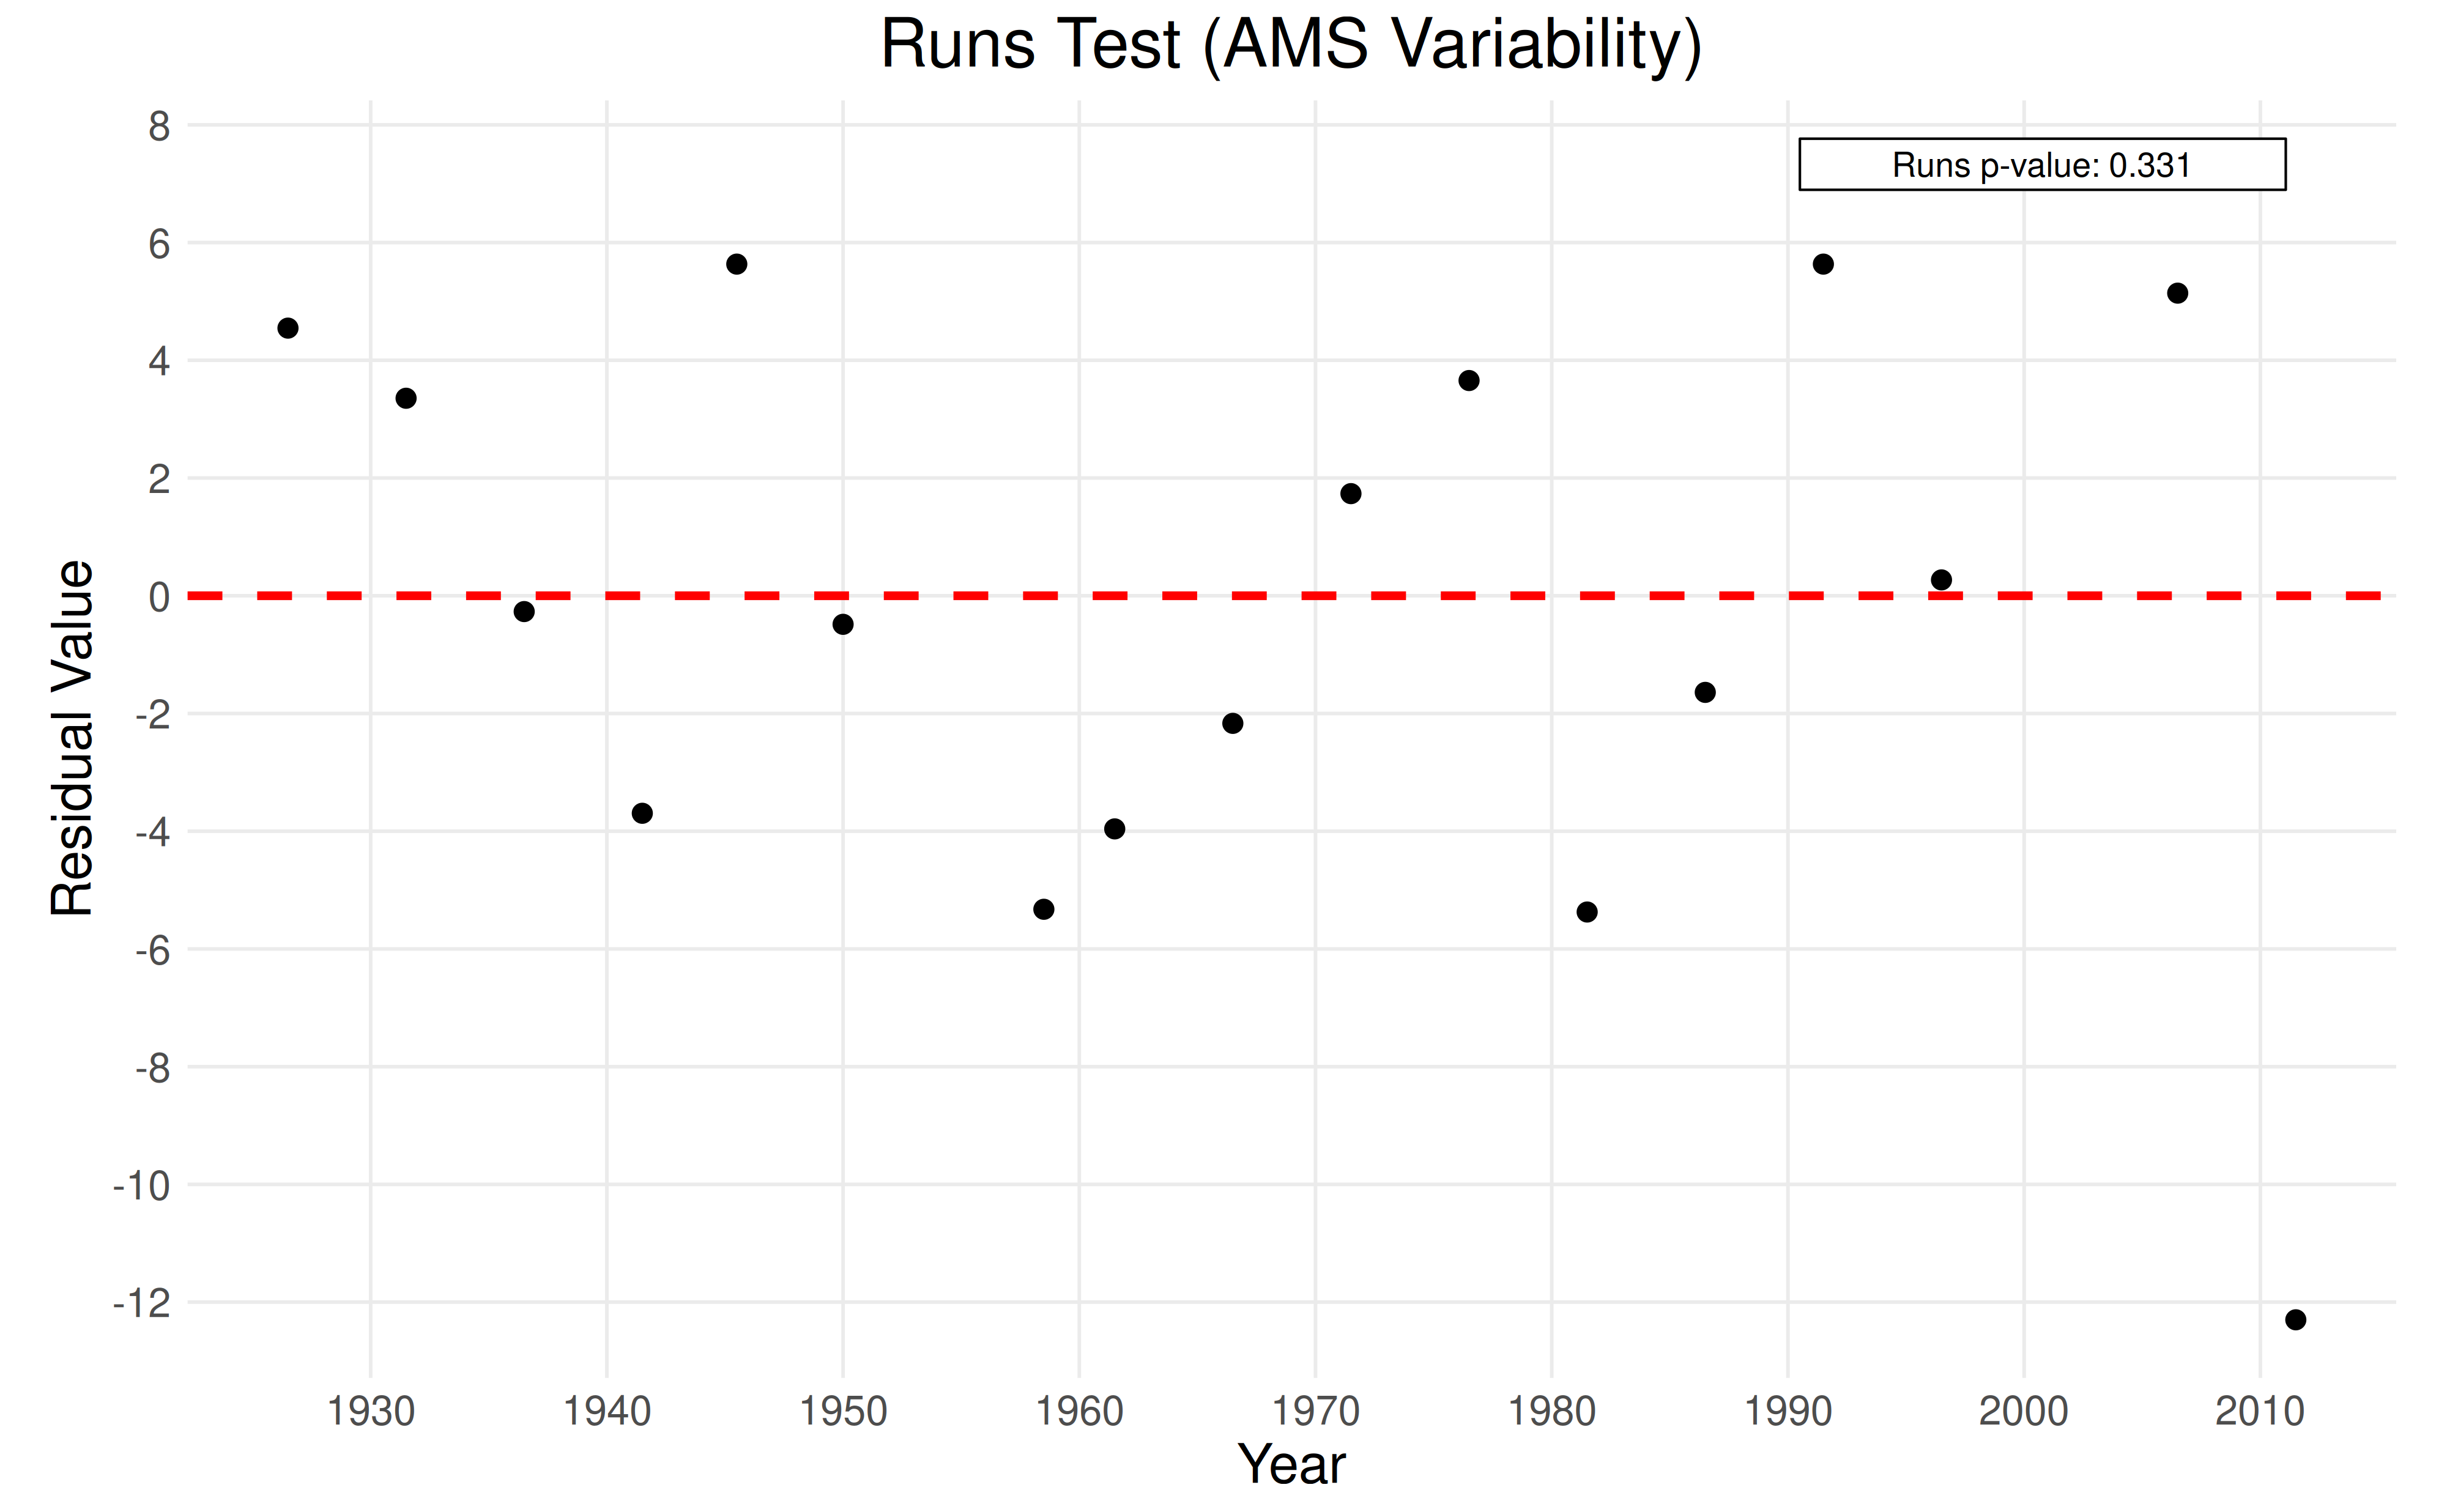 Runs Test (AMS Variability)
8
6
4
2
0
-2
-4
-6
-8
-10
-12
Residual Value
Runs p-value: 0.331
1930 1940 1950 1960 1970 1980 1990 2000 2010
Year